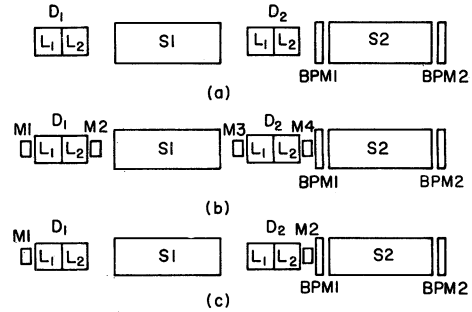 D₁ D₂
L₁ L₂ S1 L₁ L₂ S2
BPM1 BPM2
(a)
M1 D₁ M2 M3 D₂ M4
L₁ L₂ S1 L₁ L₂ S2
BPM1 BPM2
(b)
M1 D₁ D₂ M2
L₁ L₂ S1 L₁ L₂ S2
BPM1 BPM2
(c)